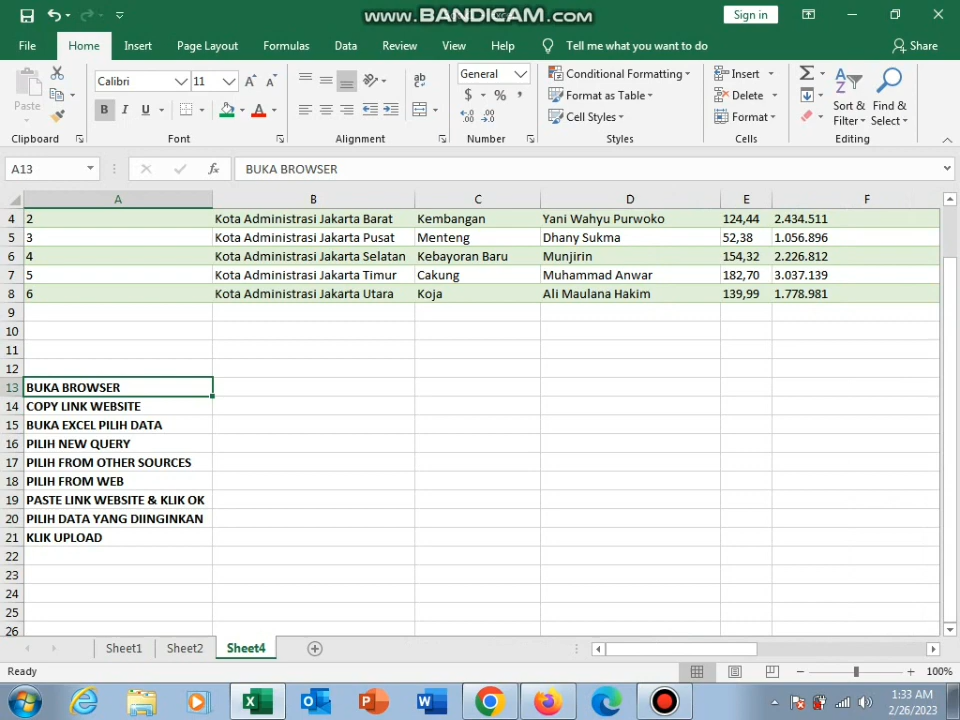 www.BANDICAM.com
Sign in
File Home Insert Page Layout Formulas Data Review View Help Tell me what you want to do Share
Calibri 11 General Conditional Formatting Insert
Paste B I U $ % , Format as Table Delete Sort & Find &
Cell Styles Format Filter Select
Clipboard Font Alignment Number Styles Cells Editing
A13 fx BUKA BROWSER
A B C D E F
4 2 Kota Administrasi Jakarta Barat Kembangan Yani Wahyu Purwoko 124,44 2.434.511
5 3 Kota Administrasi Jakarta Pusat Menteng Dhany Sukma 52,38 1.056.896
6 4 Kota Administrasi Jakarta Selatan Kebayoran Baru Munjirin 154,32 2.226.812
7 5 Kota Administrasi Jakarta Timur Cakung Muhammad Anwar 182,70 3.037.139
8 6 Kota Administrasi Jakarta Utara Koja Ali Maulana Hakim 139,99 1.778.981
9
10
11
12
13 BUKA BROWSER
14 COPY LINK WEBSITE
15 BUKA EXCEL PILIH DATA
16 PILIH NEW QUERY
17 PILIH FROM OTHER SOURCES
18 PILIH FROM WEB
19 PASTE LINK WEBSITE & KLIK OK
20 PILIH DATA YANG DIINGINKAN
21 KLIK UPLOAD
22
23
24
25
26
Sheet1 Sheet2 Sheet4
Ready 100%
1:33 AM
2/26/2023